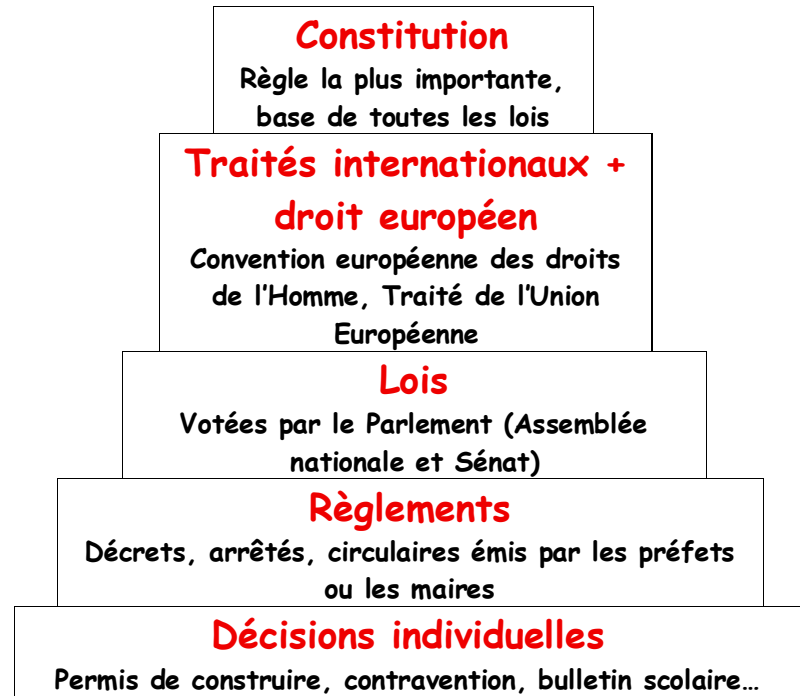 Constitution
Règle la plus importante,
base de toutes les lois
Traités internationaux +
droit européen
Convention européenne des droits
de l’Homme, Traité de l’Union
Européenne
Lois
Votées par le Parlement (Assemblée
nationale et Sénat)
Règlements
Décrets, arrêtés, circulaires émis par les préfets
ou les maires
Décisions individuelles
Permis de construire, contravention, bulletin scolaire…